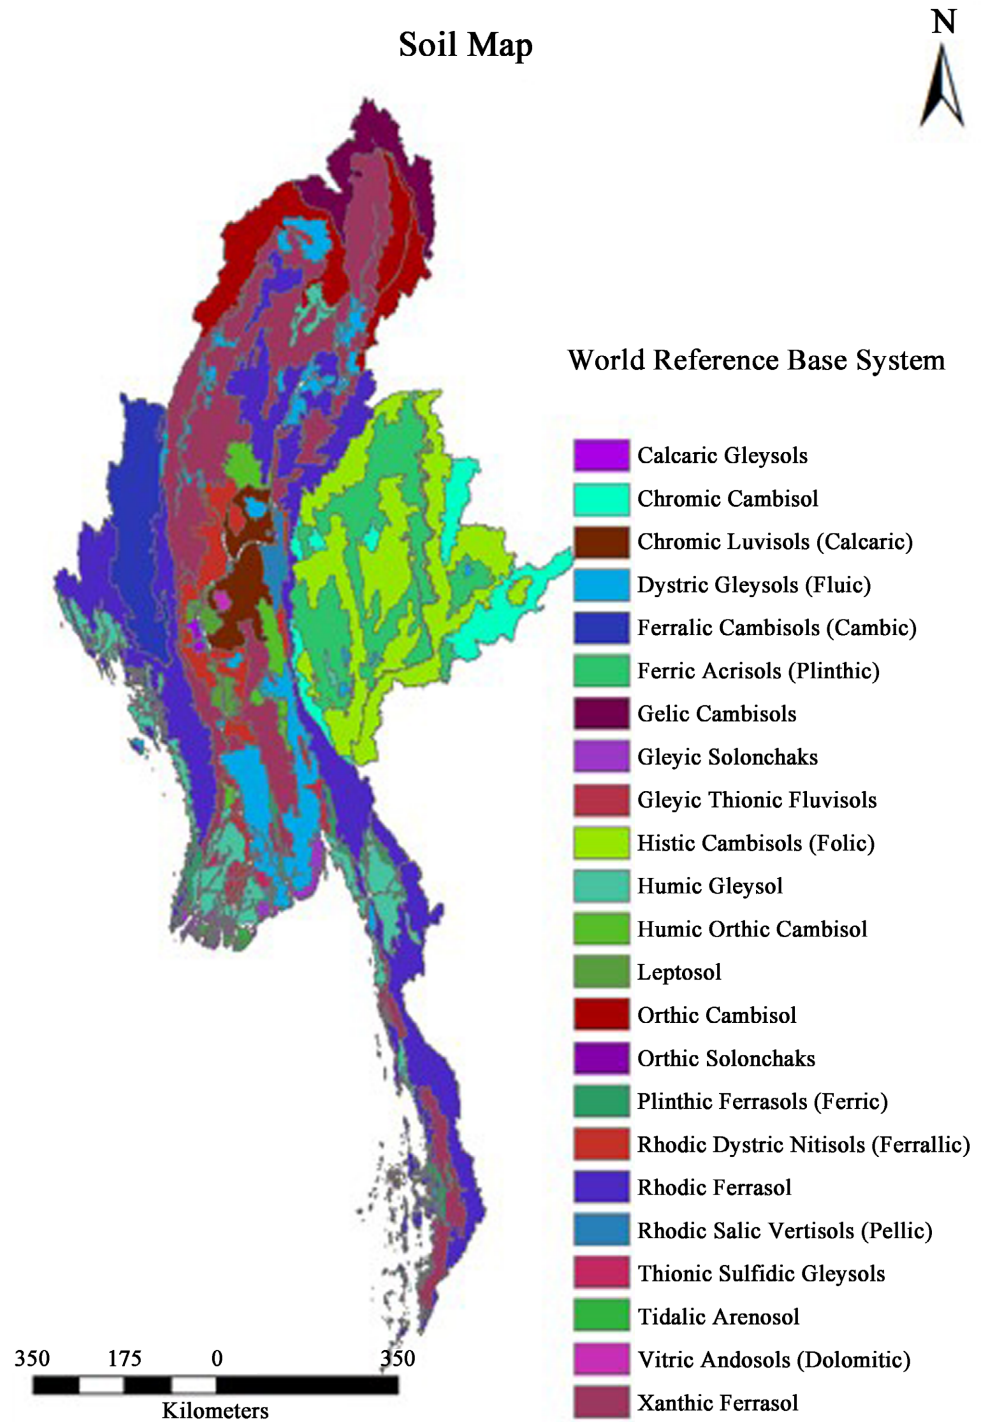 N
Soil Map
World Reference Base System
Calcaric Gleysols
Chromic Cambisol
Chromic Luvisols (Calcaric)
Dystric Gleysols (Fluic)
Ferralic Cambisols (Cambic)
Ferric Acrisols (Plinthic)
Gelic Cambisols
Gleyic Solonchaks
Gleyic Thionic Fluvisols
Histic Cambisols (Folic)
Humic Gleysol
Humic Orthic Cambisol
Leptosol
Orthic Cambisol
Orthic Solonchaks
Plinthic Ferrasols (Ferric)
Rhodic Dystric Nitisols (Ferrallic)
Rhodic Ferrasol
Rhodic Salic Vertisols (Pellic)
Thionic Sulfidic Gleysols
Tidalic Arenosol
Vitric Andosols (Dolomitic)
Xanthic Ferrasol
350 175 0 350
Kilometers